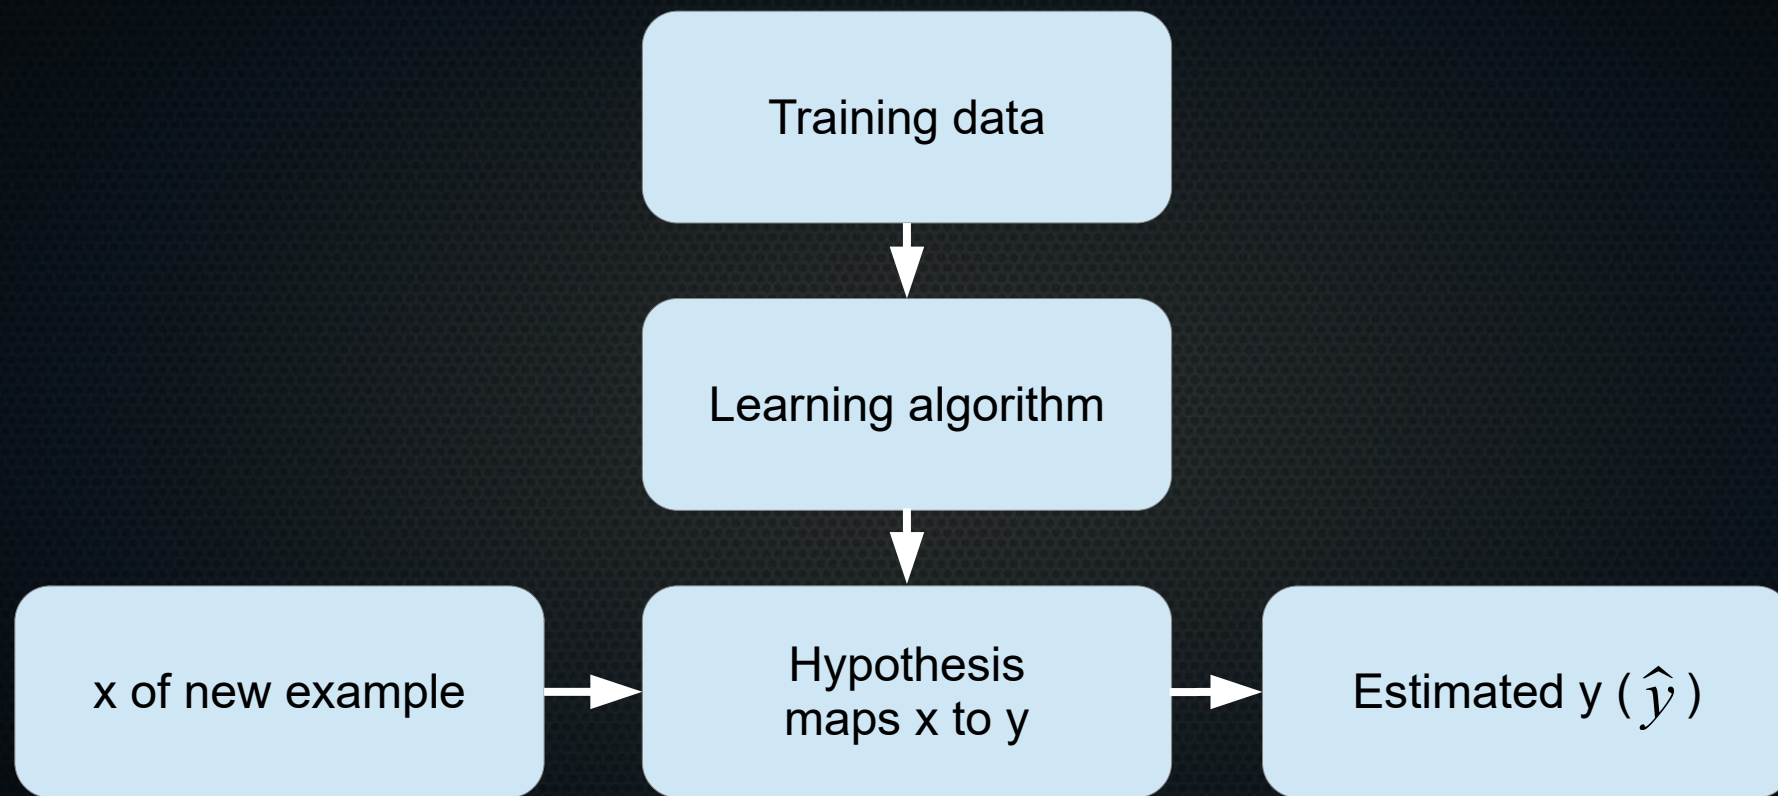 Training data
Learning algorithm
x of new example
Hypothesis
maps x to y
Estimated y ( ŷ )